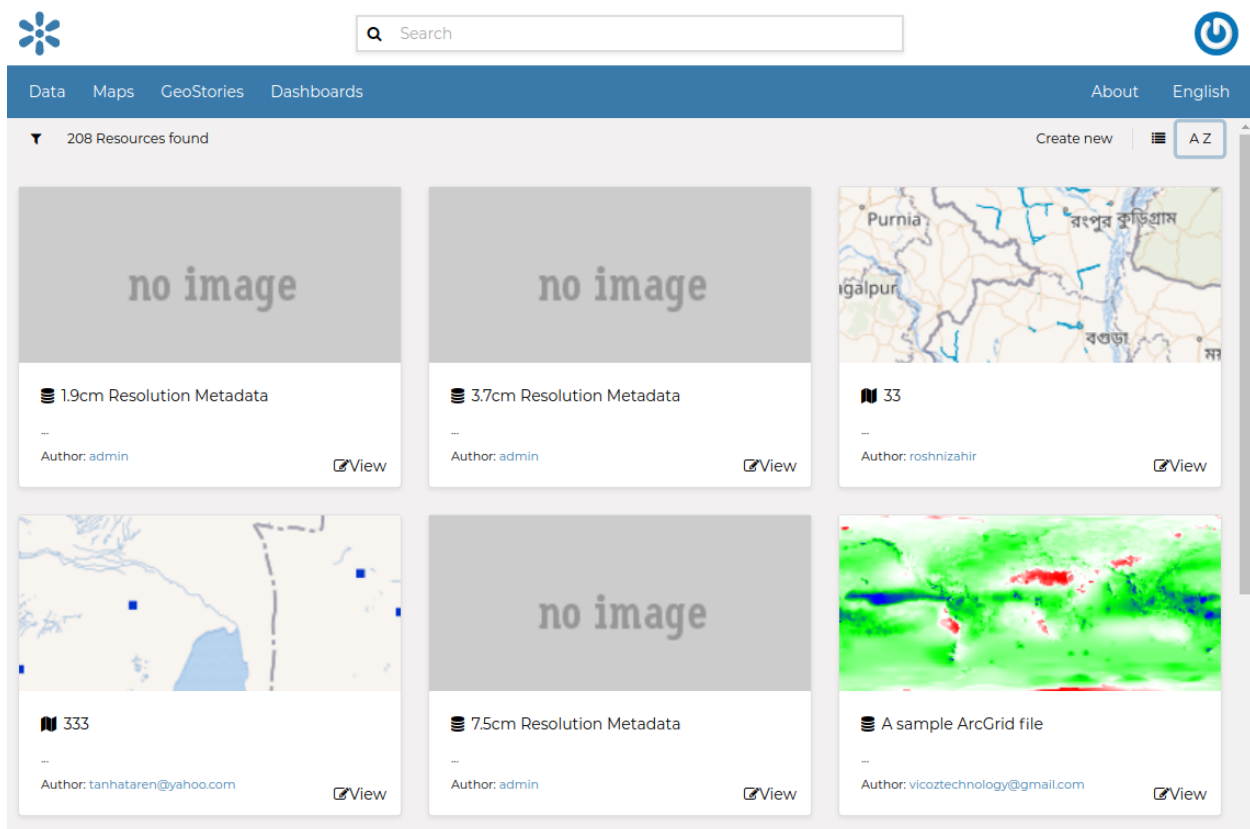 Search
Data Maps GeoStories Dashboards About English
208 Resources found Create new A Z
no image
no image
Purnia
রংপুর কুড়িগ্রাম
galpur
বগুড়া
1.9cm Resolution Metadata
...
Author: admin
View
3.7cm Resolution Metadata
...
Author: admin
View
33
...
Author: roshnizahir
View
no image
333
...
Author: tanhataren@yahoo.com
View
7.5cm Resolution Metadata
...
Author: admin
View
A sample ArcGrid file
...
Author: vicoztechnology@gmail.com
View